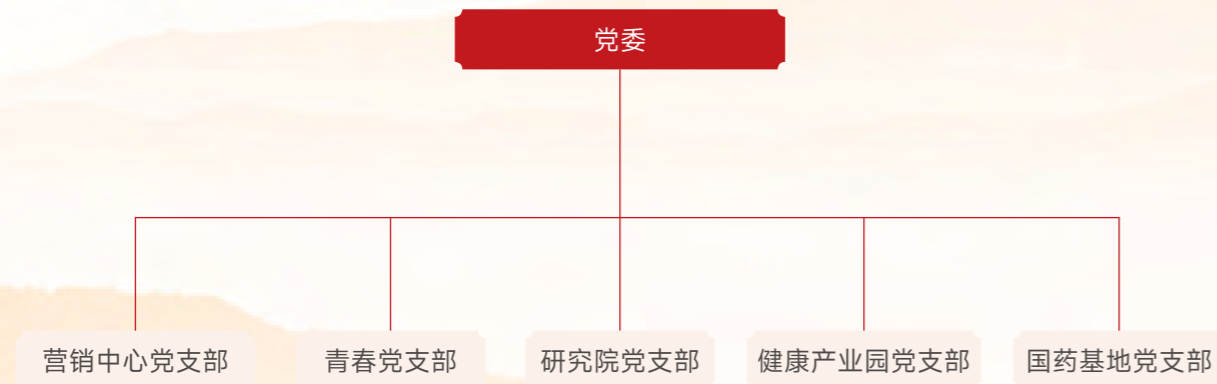 党委
营销中心党支部
青春党支部
研究院党支部
健康产业园党支部
国药基地党支部